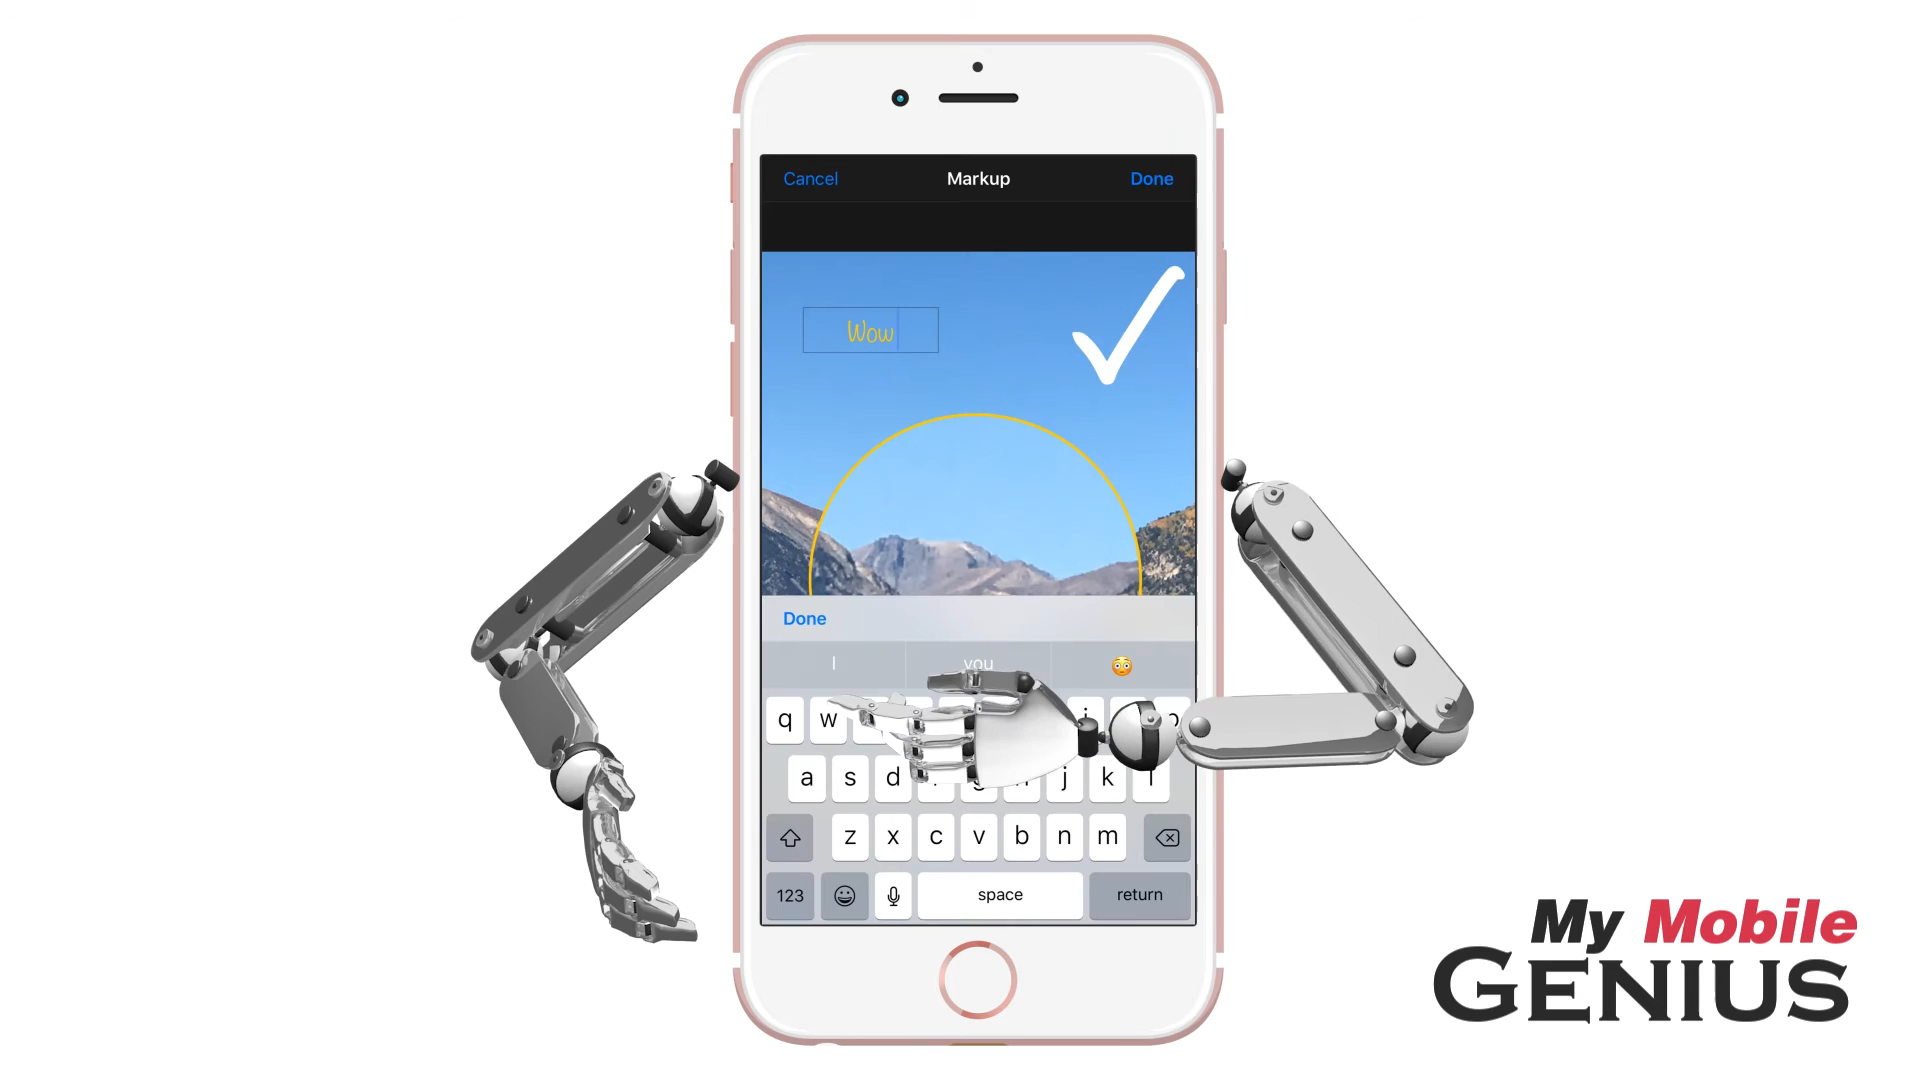 Cancel Markup Done
Wow
Done
I you
q w
a s d j k l
z x c v b n m
123 space return
My Mobile
GENIUS